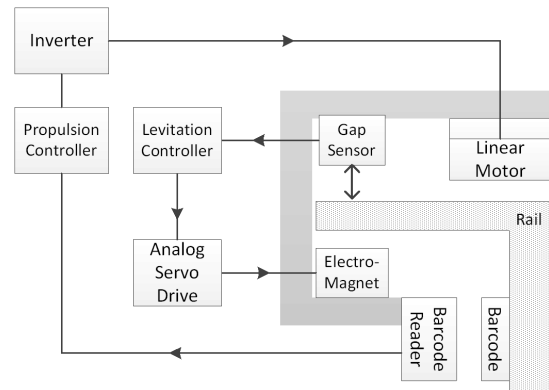 Inverter
Propulsion
Controller
Levitation
Controller
Gap
Sensor
Linear
Motor
Rail
Analog
Servo
Drive
Electro-
Magnet
Barcode
Reader
Barcode